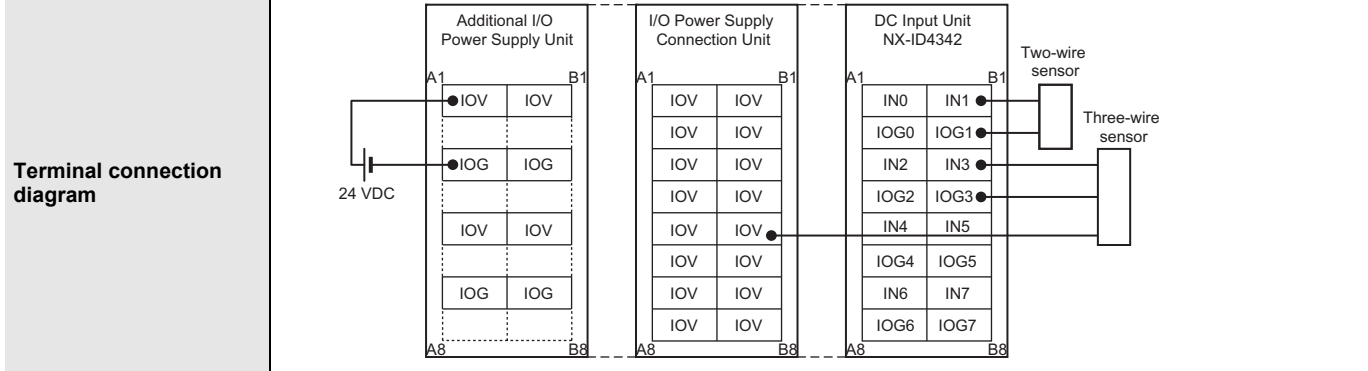 Terminal connection
diagram
24 VDC
Additional I/O
Power Supply Unit
A1 B1
IOV IOV
IOG IOG
IOV IOV
IOG IOG
A8 B8
I/O Power Supply
Connection Unit
A1 B1
IOV IOV
IOV IOV
IOV IOV
IOV IOV
IOV IOV
IOV IOV
IOV IOV
IOV IOV
A8 B8
DC Input Unit
NX-ID4342
A1 B1
IN0 IN1
IOG0 IOG1
IN2 IN3
IOG2 IOG3
IN4 IN5
IOG4 IOG5
IN6 IN7
IOG6 IOG7
A8 B8
Two-wire
sensor
Three-wire
sensor